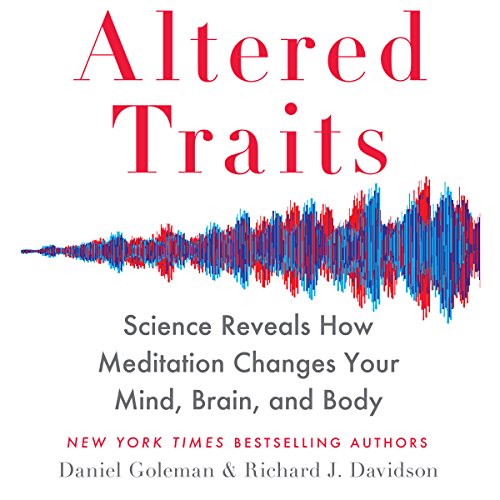 Altered
Traits
Science Reveals How
Meditation Changes Your
Mind, Brain, and Body
NEW YORK TIMES BESTSELLING AUTHORS
Daniel Goleman & Richard J. Davidson